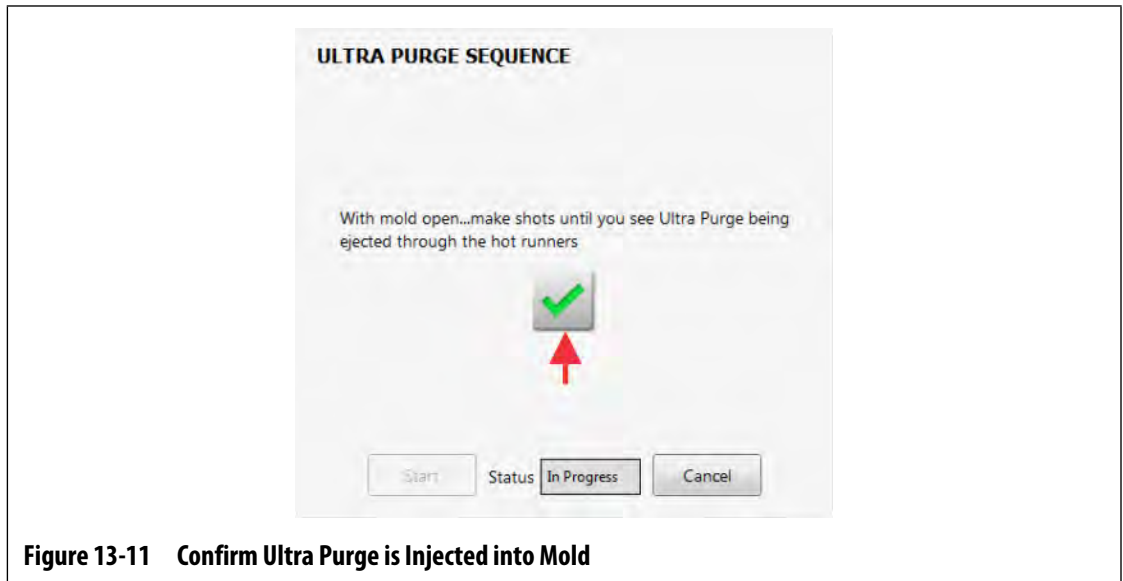 ULTRA PURGE SEQUENCE
With mold open...make shots until you see Ultra Purge being
ejected through the hot runners
Start Status In Progress Cancel
Figure 13-11 Confirm Ultra Purge is Injected into Mold